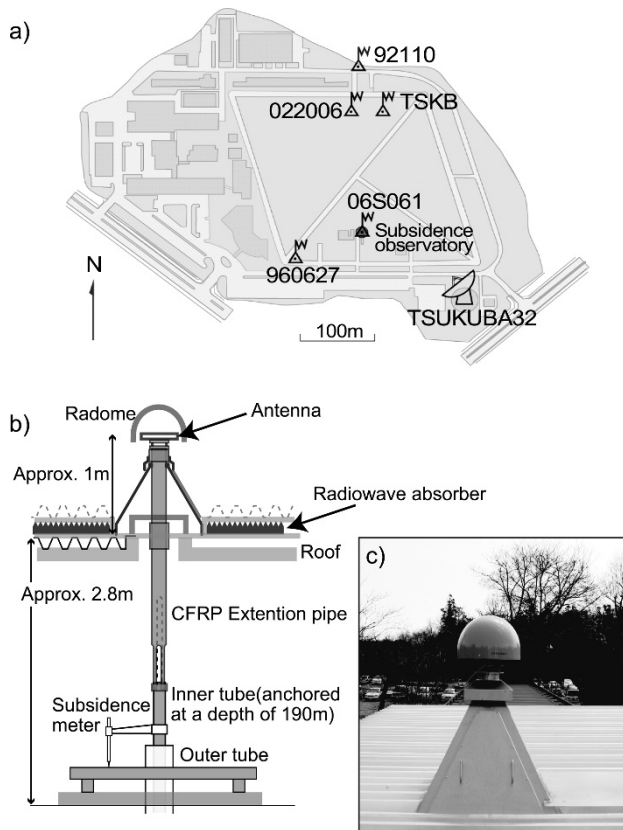 a)
92110
022006
TSKB
06S061
Subsidence
observatory
960627
N
TSUKUBA32
100m
b)
Radome
Antenna
Approx. 1m
Radiowave absorber
Roof
Approx. 2.8m
c)
CFRP Extention pipe
Subsidence
meter
Inner tube(anchored
at a depth of 190m)
Outer tube